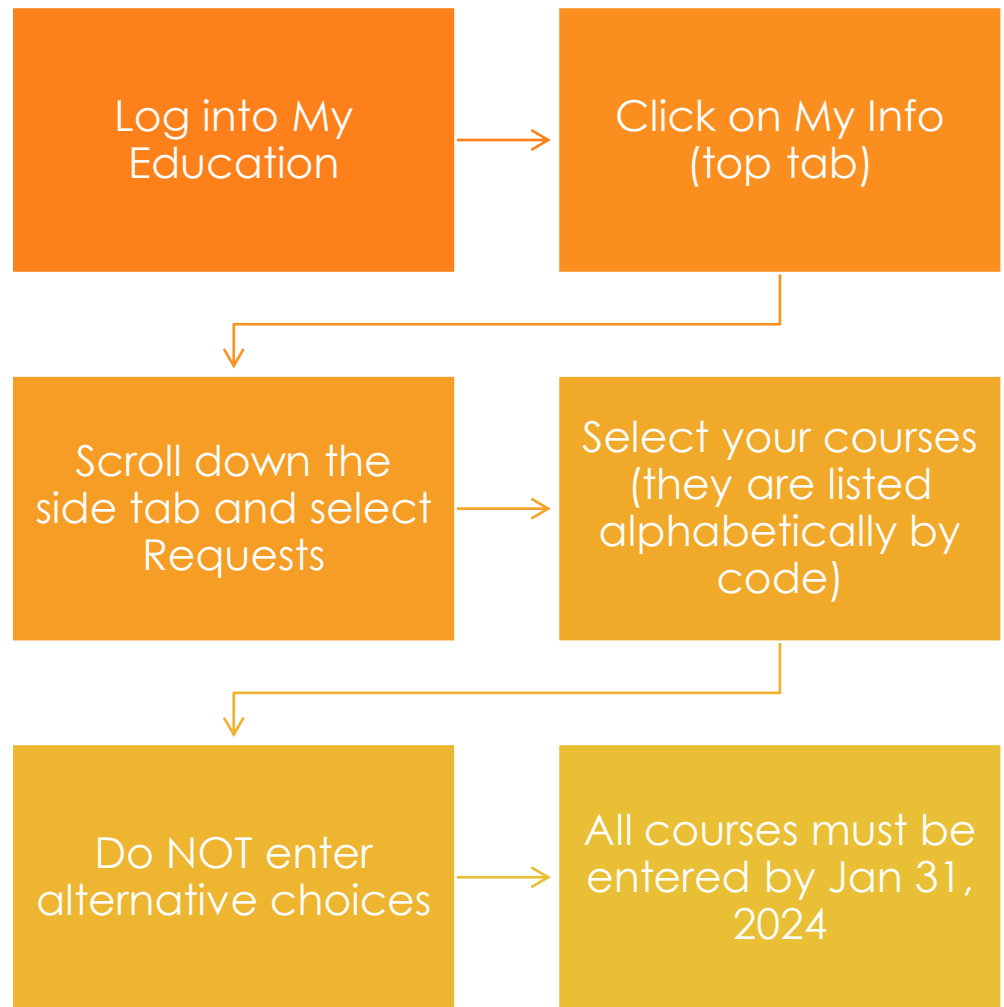 Log into My
Education
Click on My Info
(top tab)
Scroll down the
side tab and select
Requests
Select your courses
(they are listed
alphabetically by
code)
Do NOT enter
alternative choices
All courses must be
entered by Jan 31,
2024